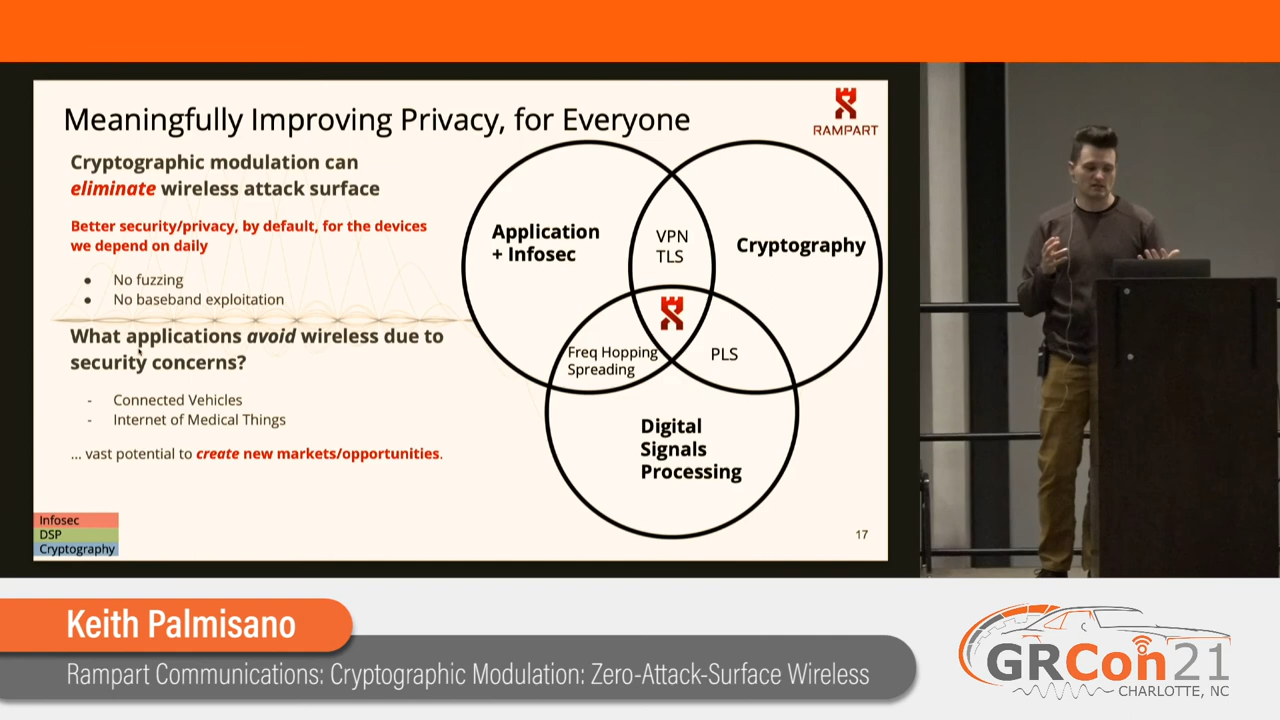 Meaningfully Improving Privacy, for Everyone
RAMPART
Cryptographic modulation can
eliminate wireless attack surface
Better security/privacy, by default, for the devices
we depend on daily
● No fuzzing
● No baseband exploitation
What applications avoid wireless due to
security concerns?
- Connected Vehicles
- Internet of Medical Things
... vast potential to create new markets/opportunities.
Application
+ Infosec
VPN
TLS
Cryptography
Freq Hopping
Spreading
PLS
Digital
Signals
Processing
Infosec
DSP
Cryptography
17
Keith Palmisano
Rampart Communications: Cryptographic Modulation: Zero-Attack-Surface Wireless
GRCon21
CHARLOTTE, NC